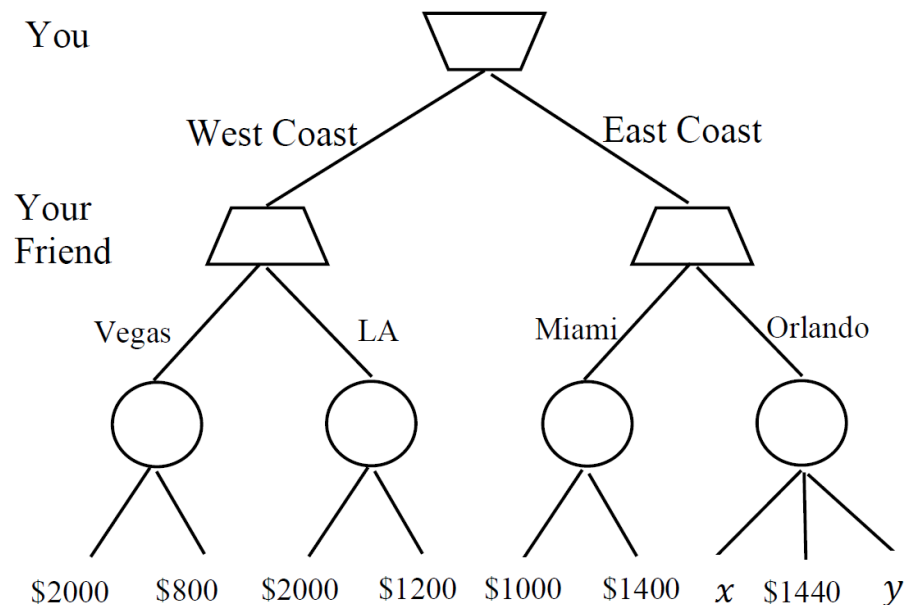 You
West Coast
East Coast
Your
Friend
Vegas
LA
Miami
Orlando
$2000 $800 $2000 $1200 $1000 $1400 x $1440 y